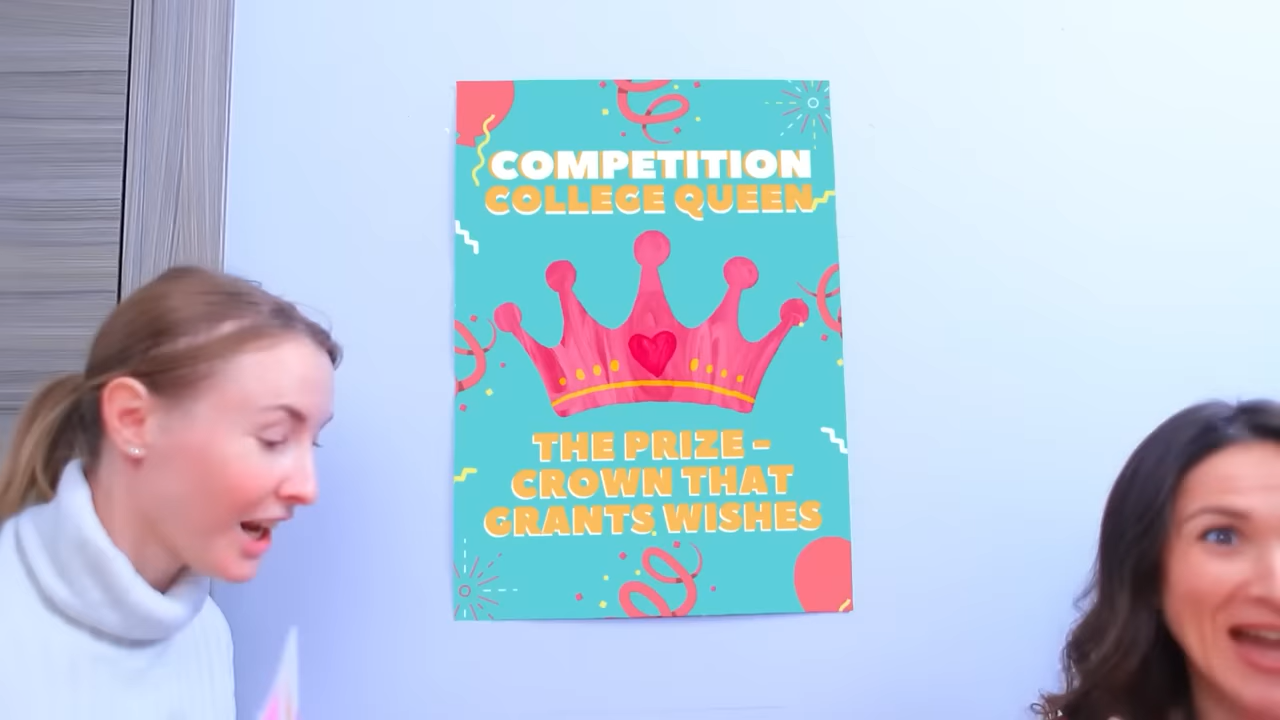 COMPETITION
COLLEGE QUEEN
THE PRIZE –
CROWN THAT
GRANTS WISHES